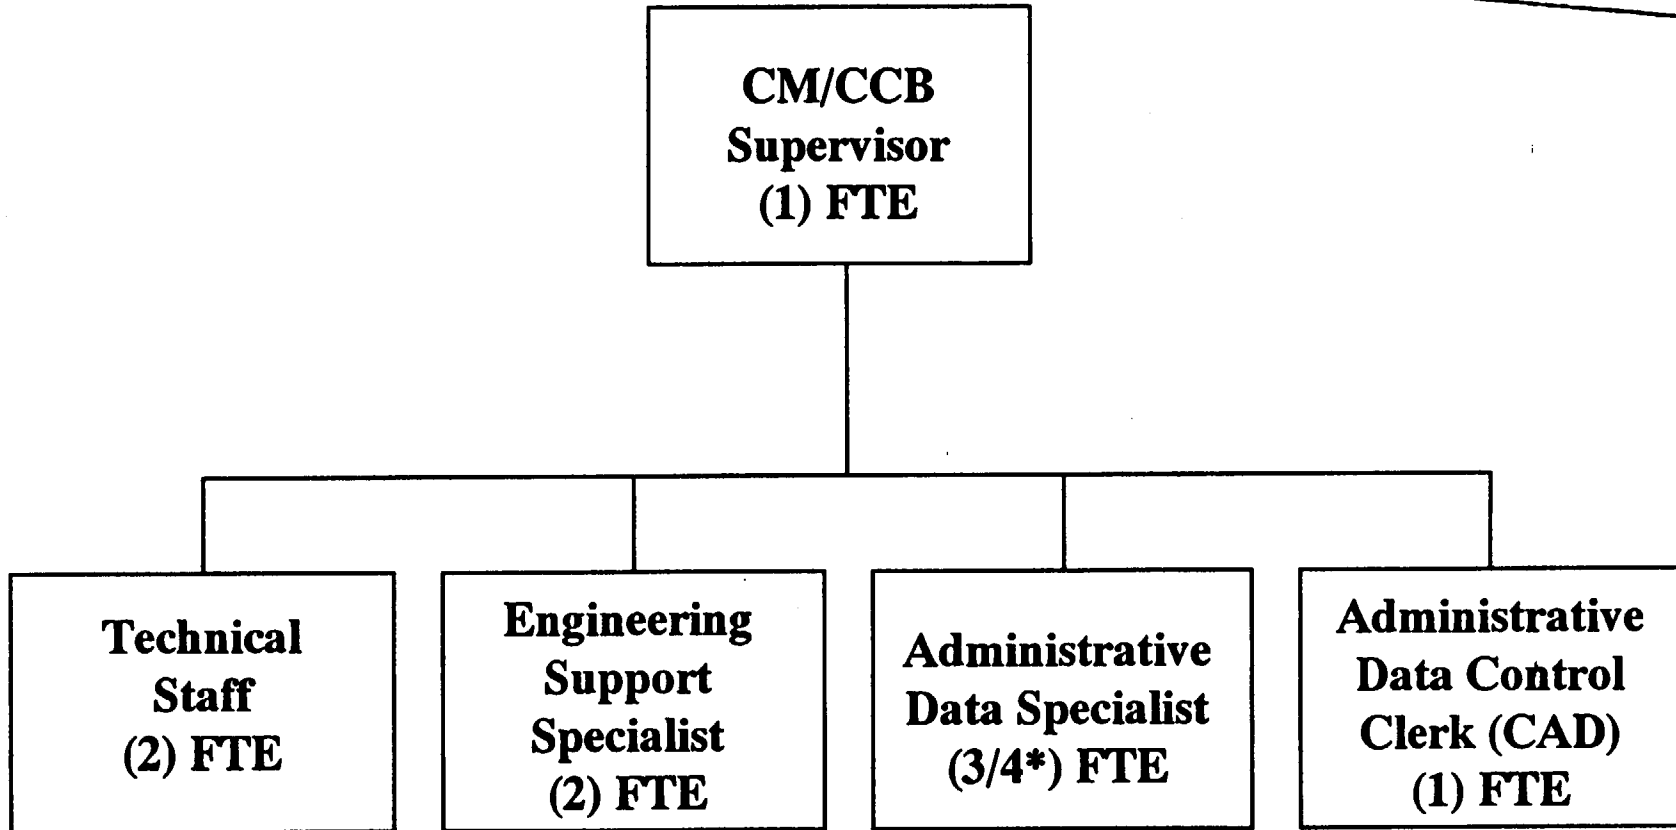 CM/CCB
Supervisor
(1) FTE
Technical
Staff
(2) FTE
Engineering
Support
Specialist
(2) FTE
Administrative
Data Specialist
(3/4*) FTE
Administrative
Data Control
Clerk (CAD)
(1) FTE